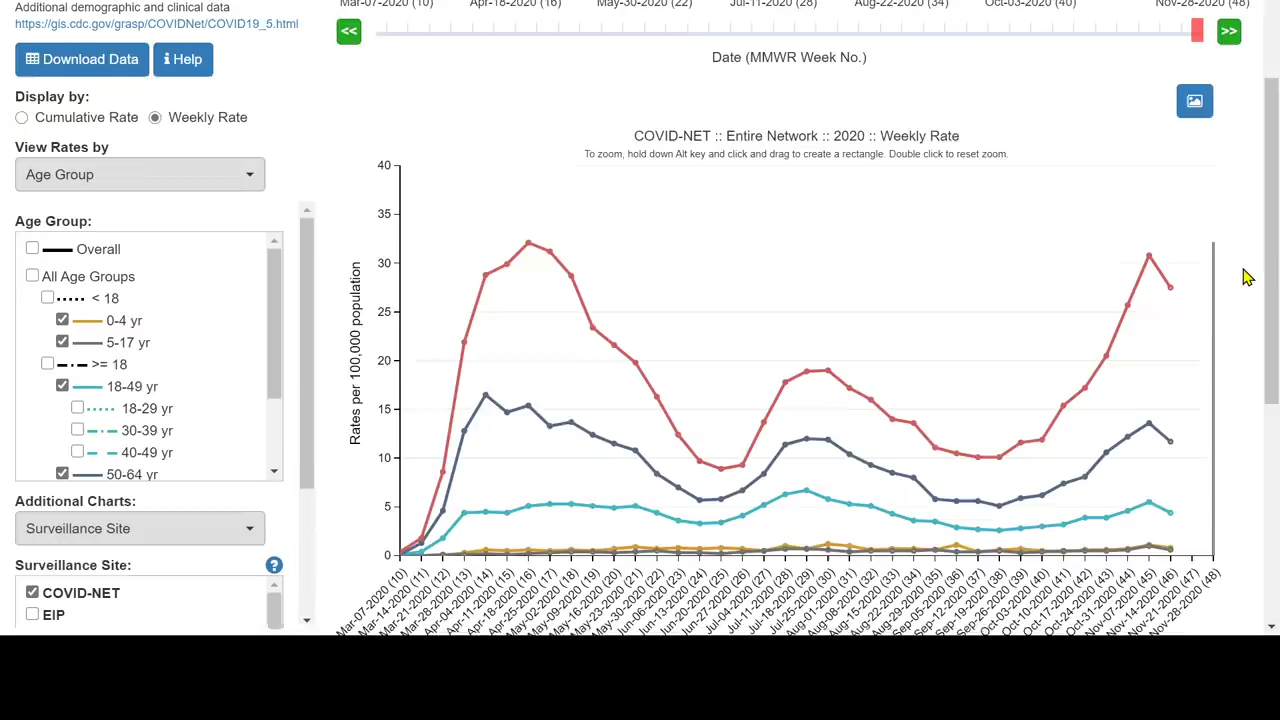 Additional demographic and clinical data
https://gis.cdc.gov/grasp/COVIDNet/COVID19_5.html
Download Data
Help
Display by:
Cumulative Rate
Weekly Rate
View Rates by
Age Group
Age Group:
Overall
All Age Groups
< 18
0-4 yr
5-17 yr
>= 18
18-49 yr
18-29 yr
30-39 yr
40-49 yr
50-64 yr
Additional Charts:
Surveillance Site
Surveillance Site:
?
COVID-NET
EIP
Mar-07-2020 (10) Apr-18-2020 (16) May-30-2020 (22) Jul-11-2020 (28) Aug-22-2020 (34) Oct-03-2020 (40) Nov-28-2020 (48)
<<
>>
Date (MMWR Week No.)
COVID-NET :: Entire Network :: 2020 :: Weekly Rate
To zoom, hold down Alt key and click and drag to create a rectangle. Double click to reset zoom.
Rates per 100,000 population
40
35
30
25
20
15
10
5
0
Mar-07-2020 (10)
Mar-14-2020 (11)
Mar-21-2020 (12)
Mar-28-2020 (13)
Apr-04-2020 (14)
Apr-11-2020 (15)
Apr-18-2020 (16)
Apr-25-2020 (17)
May-02-2020 (18)
May-09-2020 (19)
May-16-2020 (20)
May-23-2020 (21)
May-30-2020 (22)
Jun-06-2020 (23)
Jun-13-2020 (24)
Jun-20-2020 (25)
Jun-27-2020 (26)
Jul-04-2020 (27)
Jul-11-2020 (28)
Jul-18-2020 (29)
Jul-25-2020 (30)
Aug-01-2020 (31)
Aug-08-2020 (32)
Aug-15-2020 (33)
Aug-22-2020 (34)
Aug-29-2020 (35)
Sep-05-2020 (36)
Sep-12-2020 (37)
Sep-19-2020 (38)
Sep-26-2020 (39)
Oct-03-2020 (40)
Oct-10-2020 (41)
Oct-17-2020 (42)
Oct-24-2020 (43)
Oct-31-2020 (44)
Nov-07-2020 (45)
Nov-14-2020 (46)
Nov-21-2020 (47)
Nov-28-2020 (48)